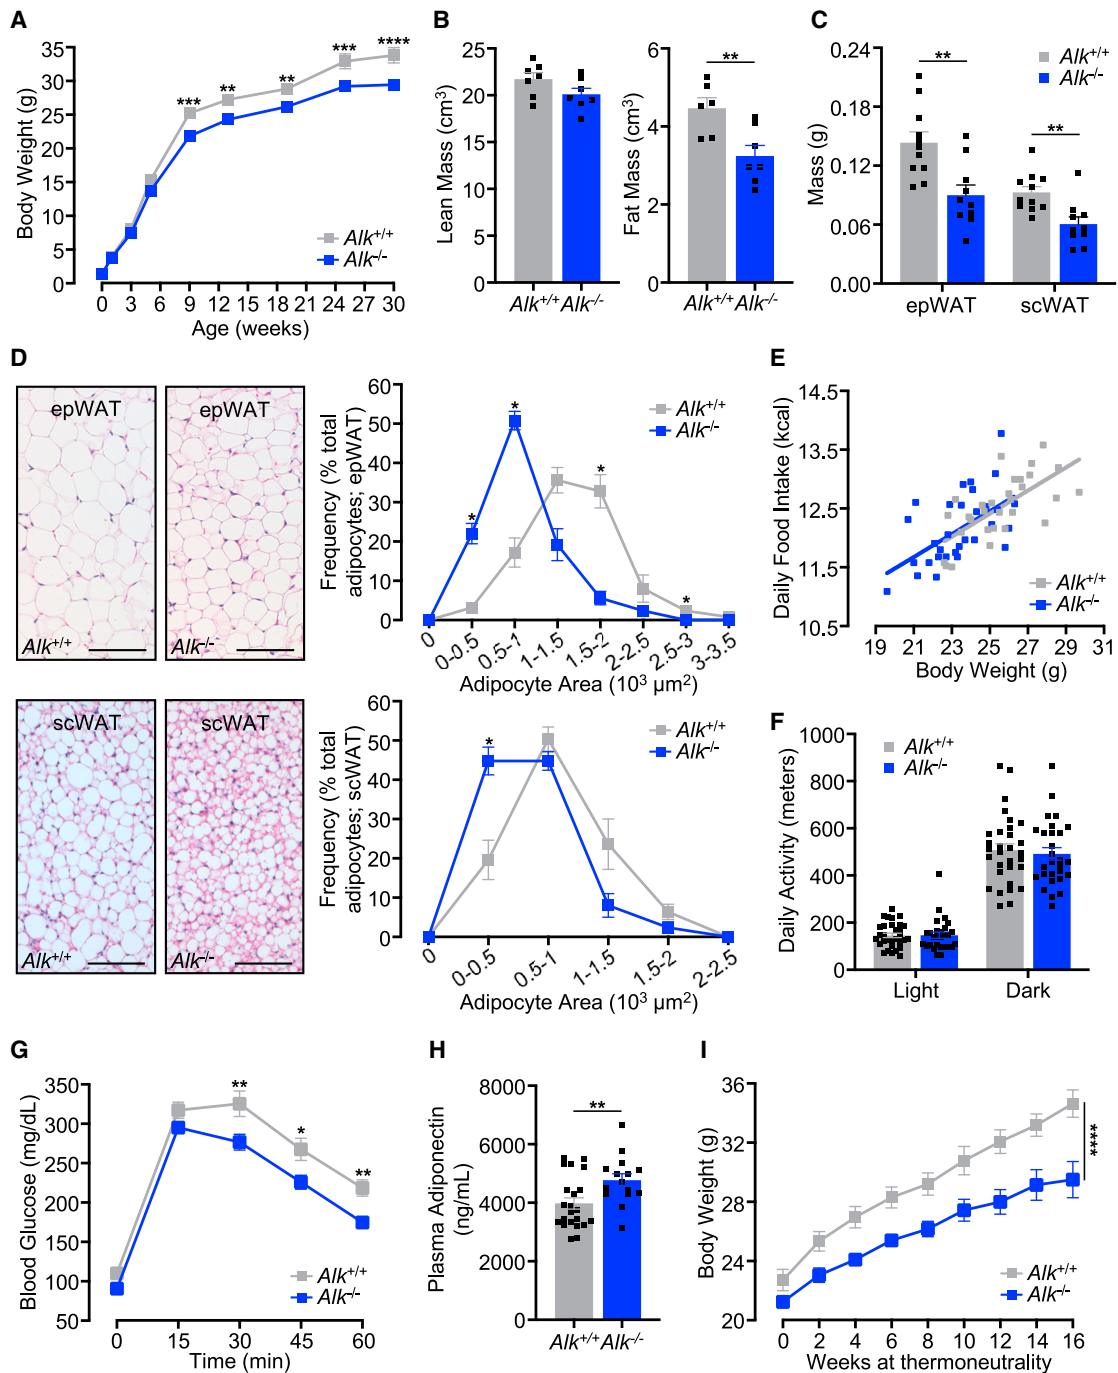 A
Body Weight (g)
35
30
25
20
15
10
5
0
*** ** ** *** ****
Alk+/+
Alk-/-
0 3 6 9 12 15 18 21 24 27 30
Age (weeks)
B
Lean Mass (cm3)
25
20
15
10
5
0
Alk+/+ Alk-/-
Fat Mass (cm3)
6
4
2
0
**
Alk+/+ Alk-/-
C
Mass (g)
0.24
0.18
0.12
0.06
0.00
Alk+/+
Alk-/-
**
**
epWAT scWAT
D
epWAT
Alk+/+
epWAT
Alk-/-
Frequency (% total
adipocytes; epWAT)
60
50
40
30
20
10
0
* * * *
Alk+/+
Alk-/-
0 0-0.5 0.5-1 1-1.5 1.5-2 2-2.5 2.5-3 3-3.5
Adipocyte Area (103 µm2)
scWAT
Alk+/+
scWAT
Alk-/-
Frequency (% total
adipocytes; scWAT)
60
50
40
30
20
10
0
*
Alk+/+
Alk-/-
0 0-0.5 0.5-1 1-1.5 1.5-2 2-2.5
Adipocyte Area (103 µm2)
E
Daily Food Intake (kcal)
14.5
13.5
12.5
11.5
10.5
Alk+/+
Alk-/-
19 21 23 25 27 29 31
Body Weight (g)
F
Daily Activity (meters)
1000
800
600
400
200
0
Alk+/+
Alk-/-
Light Dark
G
Blood Glucose (mg/dL)
350
300
250
200
150
100
50
** * **
Alk+/+
Alk-/-
0 15 30 45 60
Time (min)
H
Plasma Adiponectin
(ng/mL)
8000
6000
4000
2000
0
**
Alk+/+ Alk-/-
I
Body Weight (g)
36
32
28
24
20
****
Alk+/+
Alk-/-
0 2 4 6 8 10 12 14 16
Weeks at thermoneutrality